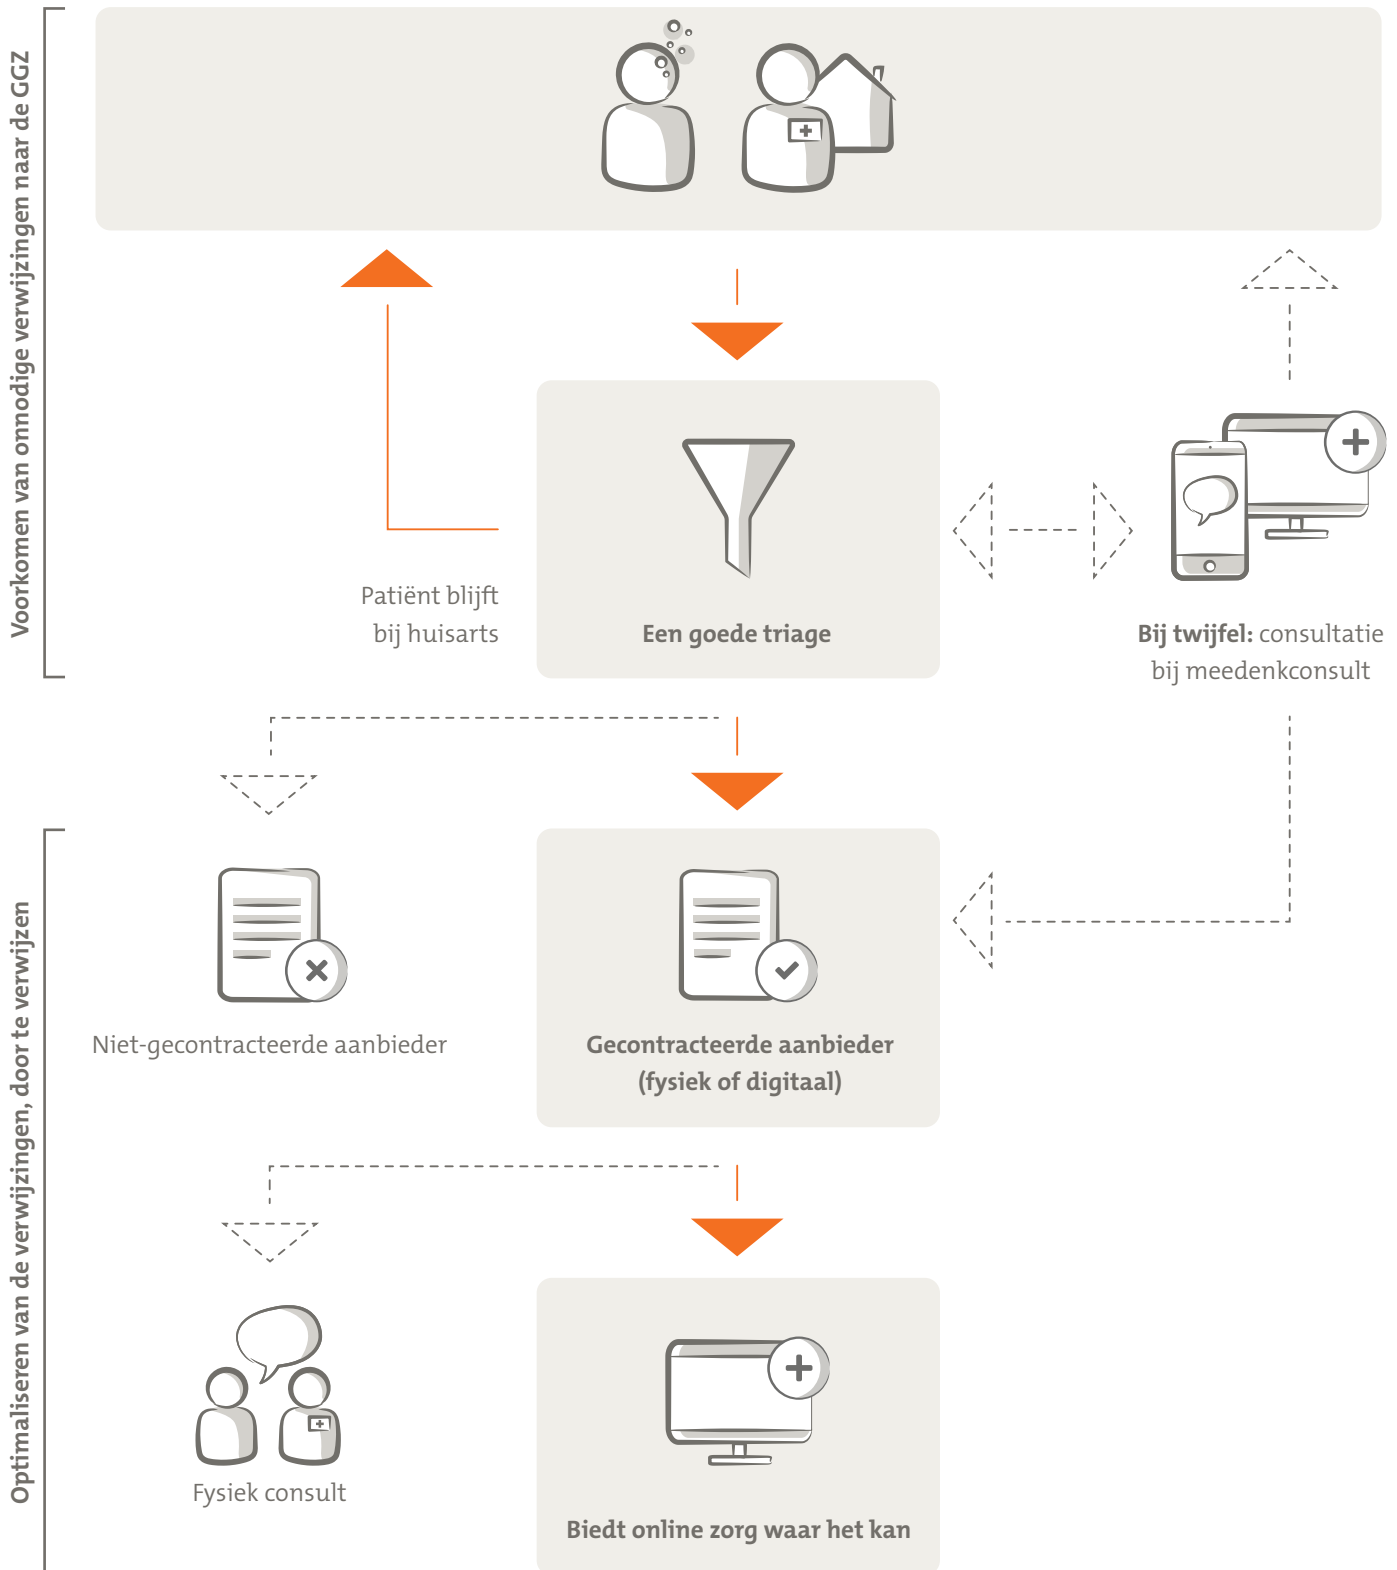 Voorkomen van onnodige verwijzingen naar de GGZ
Patiënt blijft
bij huisarts
Een goede triage
Bij twijfel: consultatie
bij meedenkconsult
Optimaliseren van de verwijzingen, door te verwijzen
Niet-gecontracteerde aanbieder
Gecontracteerde aanbieder
(fysiek of digitaal)
Fysiek consult
Biedt online zorg waar het kan